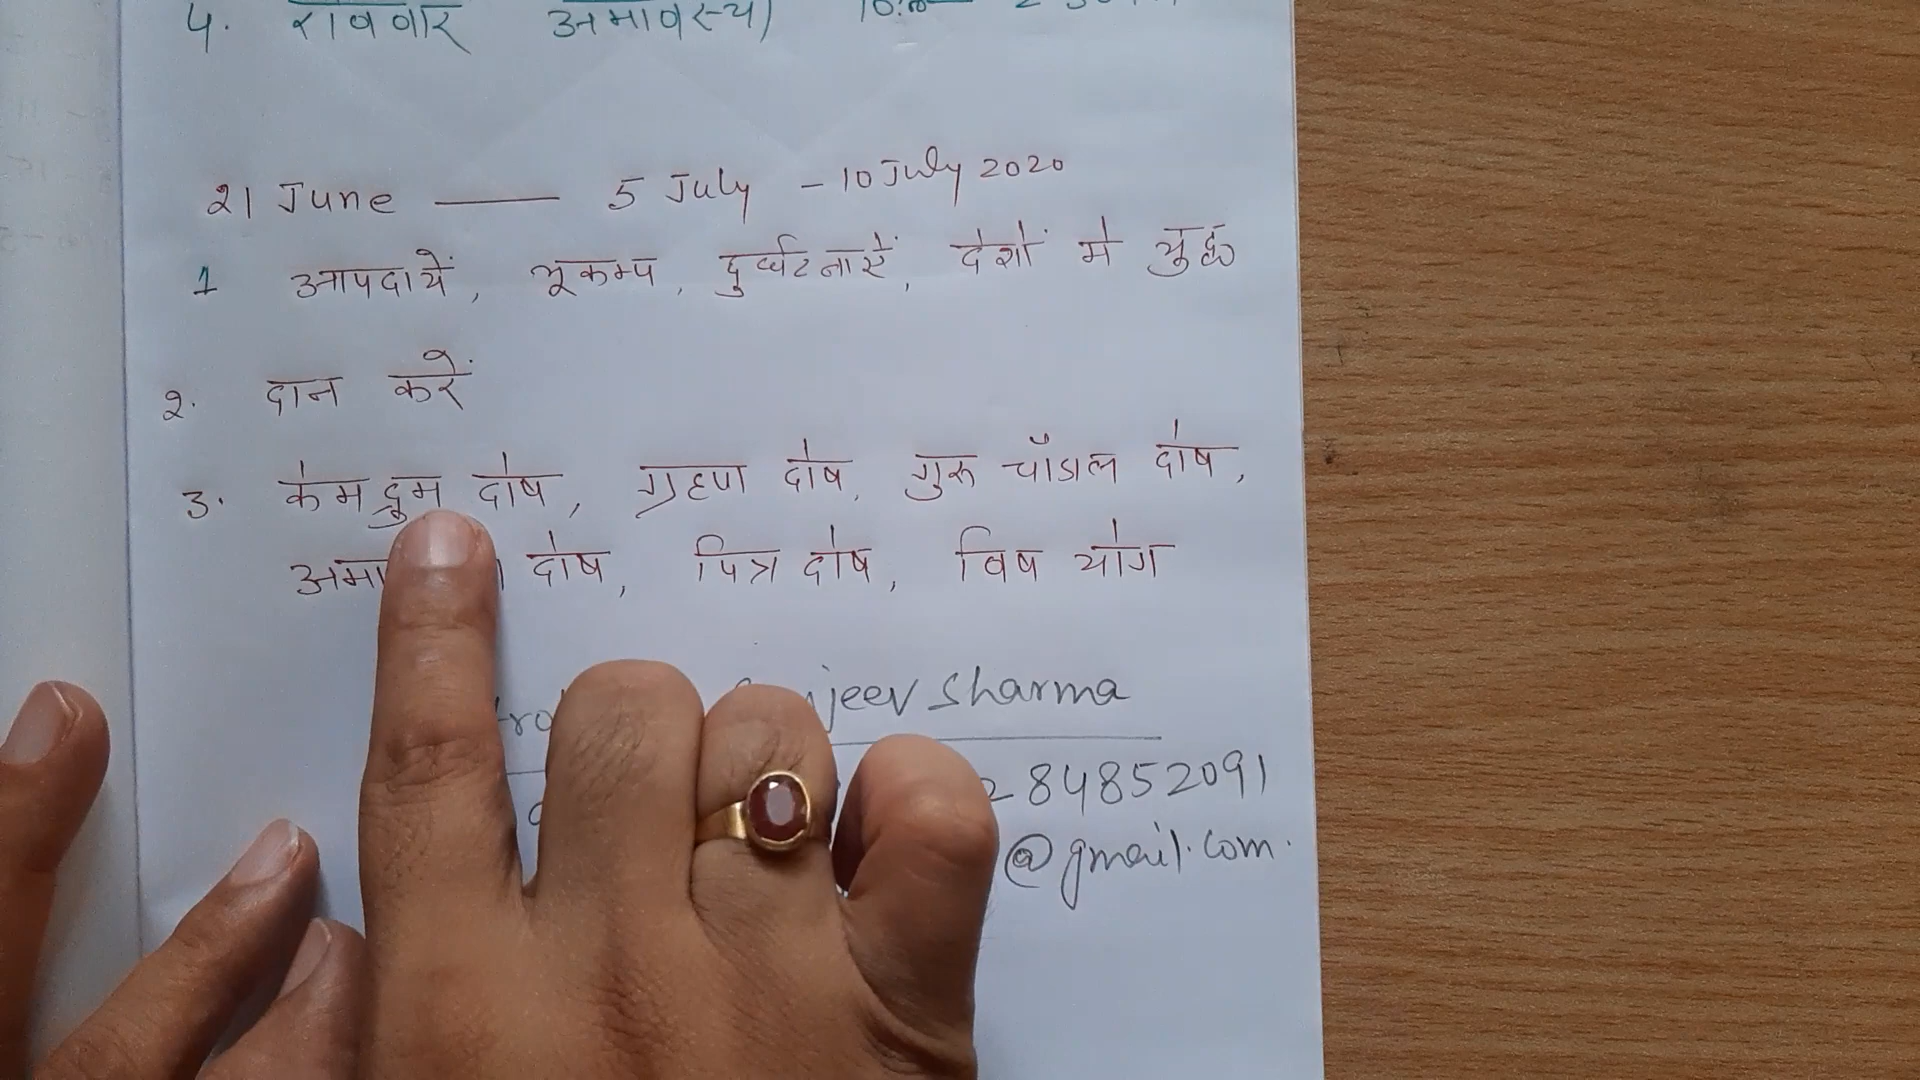 4. रविवार अमावस्या
21 June —— 5 July - 10 July 2020
1 आपदायें, भूकम्प, दुर्घटनाऐं, देशों में युद्ध
2. दान करें
3. केमद्रुम दोष, ग्रहण दोष, गुरू चाँडाल दोष,
दोष, पित्र दोष, विष योग
Sharma
84852091
@gmail.com.